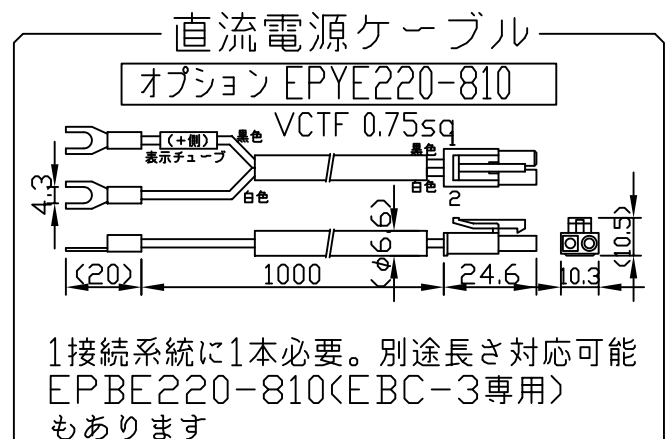 直流電源ケーブル
オプション EPYE220-810
VCTF 0.75sq
(+側)
黒色
表示チューブ
黒色
1
白色
白色
2
4.3
(φ6.6)
(10.5)
(20)
1000
24.6
10.3
1接続系統に1本必要。別途長さ対応可能
EPBE220-810(EBC-3専用)
もあります